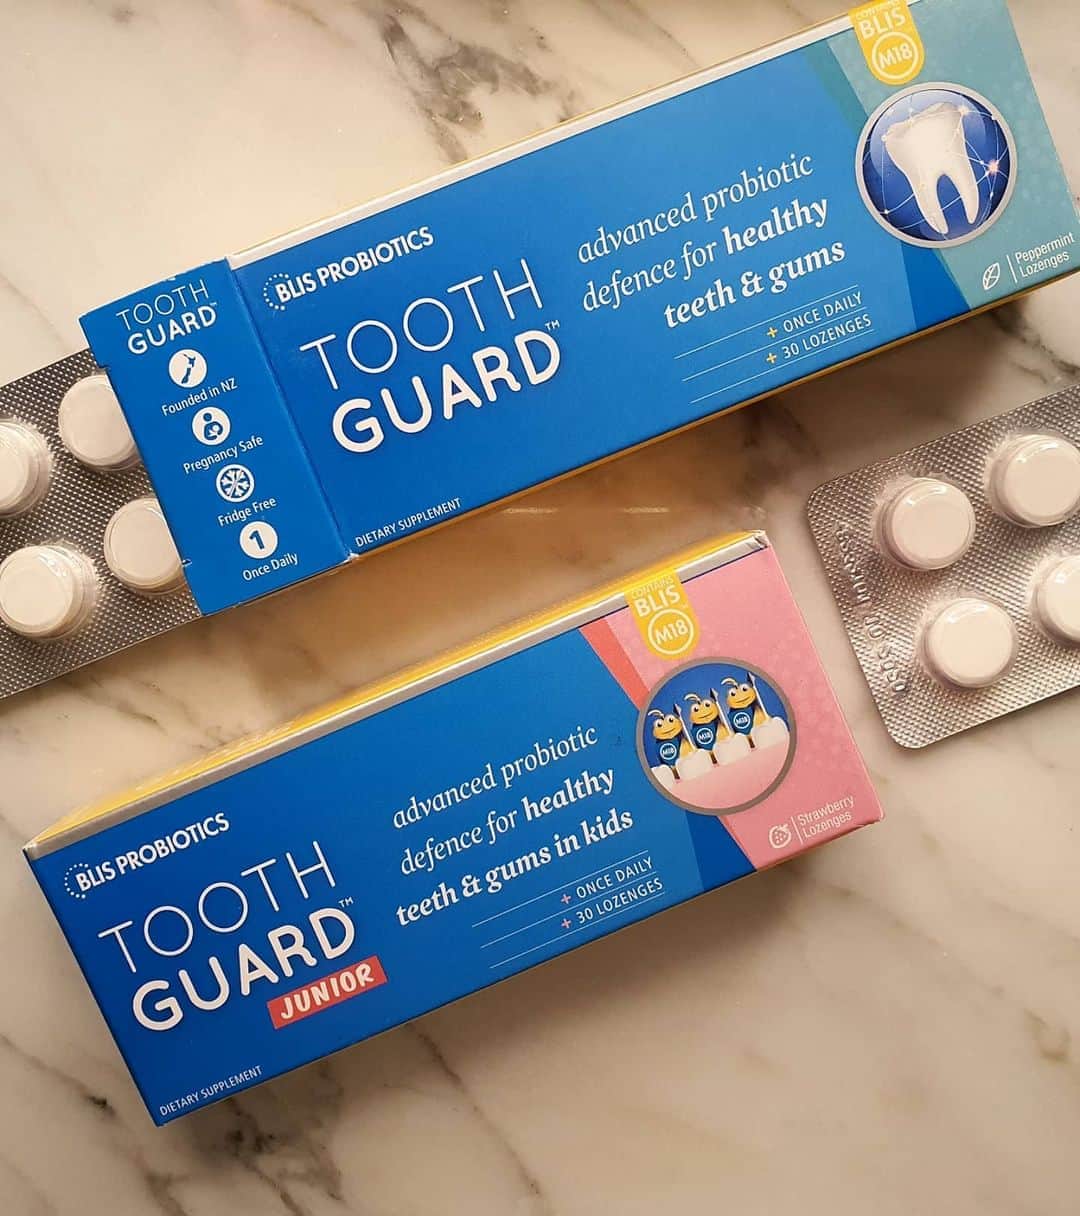 CONTAINS
BLIS
M18
BLIS PROBIOTICS
TOOTH
GUARD™
advanced probiotic
defence for healthy
teeth & gums
+ ONCE DAILY
+ 30 LOZENGES
Peppermint
Lozenges
DIETARY SUPPLEMENT
TOOTH
GUARD™
Founded in NZ
Pregnancy Safe
Fridge Free
1
Once Daily
CONTAINS
BLIS
M18
BLIS PROBIOTICS
TOOTH
GUARD™
JUNIOR
advanced probiotic
defence for healthy
teeth & gums in kids
+ ONCE DAILY
+ 30 LOZENGES
M18
M18
M18
Strawberry
Lozenges
DIETARY SUPPLEMENT